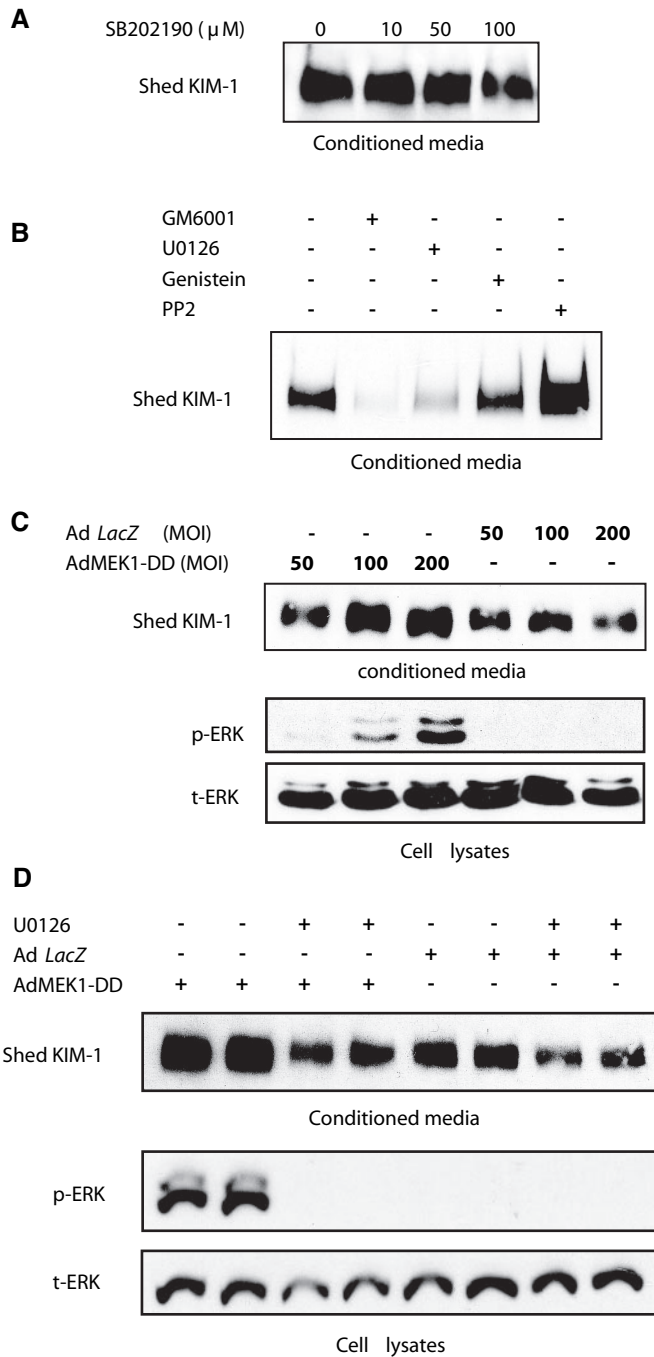 A
SB202190 (μM) 0 10 50 100
Shed KIM-1
Conditioned media
B
GM6001 - + - - -
U0126 - - + - -
Genistein - - - + -
PP2 - - - - +
Shed KIM-1
Conditioned media
C
Ad LacZ (MOI) - - - 50 100 200
AdMEK1-DD (MOI) 50 100 200 - - -
Shed KIM-1
conditioned media
p-ERK
t-ERK
Cell lysates
D
U0126 - - + + - - + +
Ad LacZ - - - - + + + +
AdMEK1-DD + + + + - - - -
Shed KIM-1
Conditioned media
p-ERK
t-ERK
Cell lysates